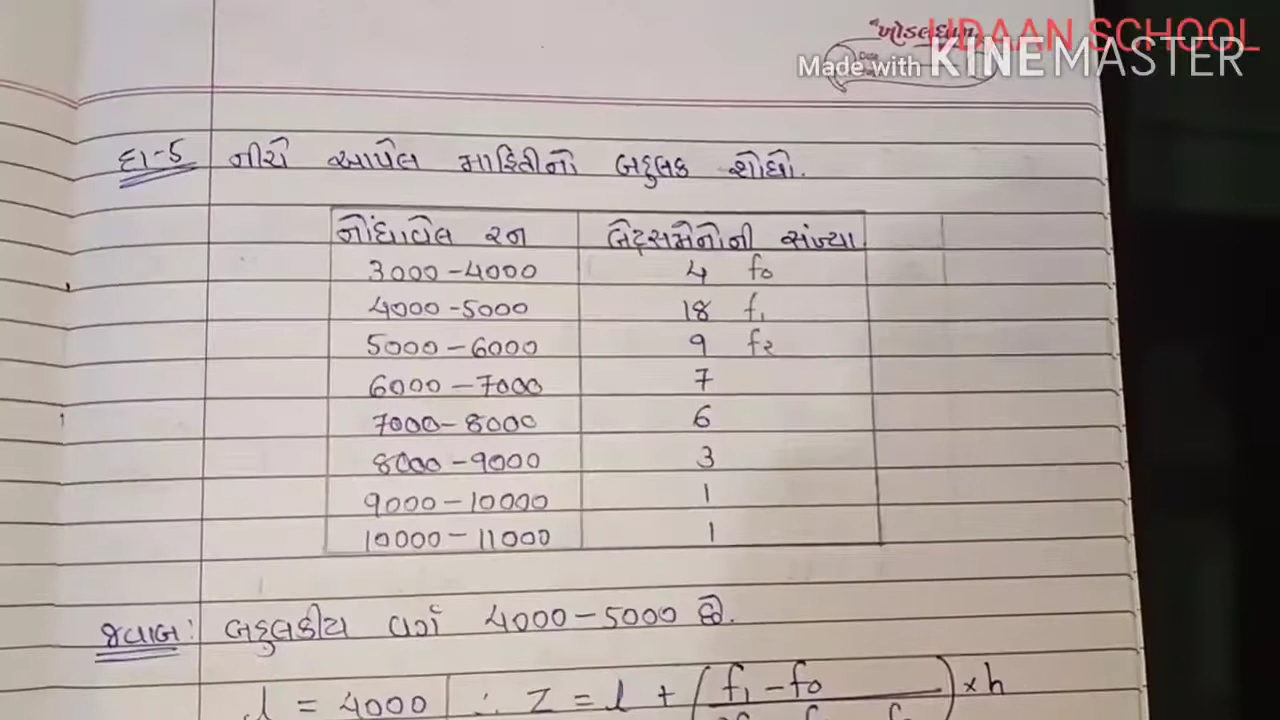 ખોડલધામ
UDAAN SCHOOL
Made with KINEMASTER
દા-5 નીચે આપેલ માહિતીનો બહુલક શોધો.
નોંધાયેલ રન બેટ્સમેનોની સંખ્યા
3000-4000 4 f0
4000-5000 18 f1
5000-6000 9 f2
6000-7000 7
7000-8000 6
8000-9000 3
9000-10000 1
10000-11000 1
જવાબ: બહુલકીય વર્ગ 4000-5000 છે.
l = 4000 ∴ Z = l + (f1 - f0) × h